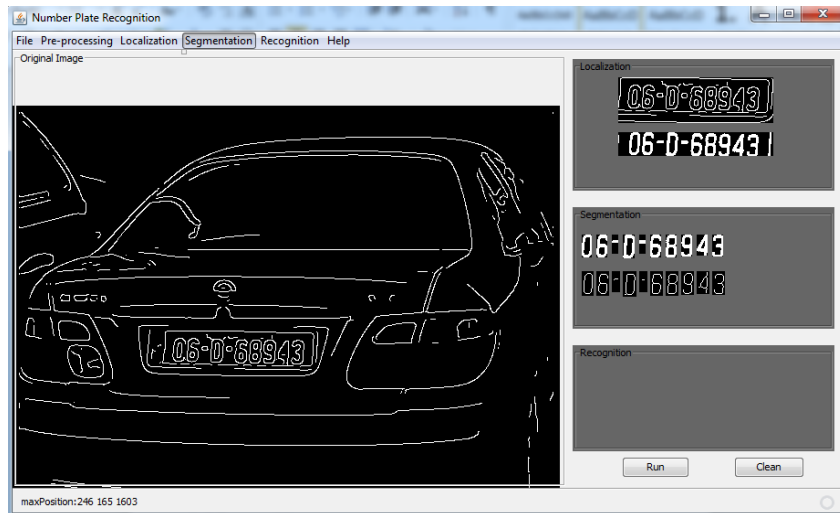 Number Plate Recognition
File Pre-processing Localization Segmentation Recognition Help
Original Image
06-D-68943
Localization
06-D-68943
06-D-68943
Segmentation
06-D-68943
06-D-68943
Recognition
Run Clean
maxPosition:246 165 1603